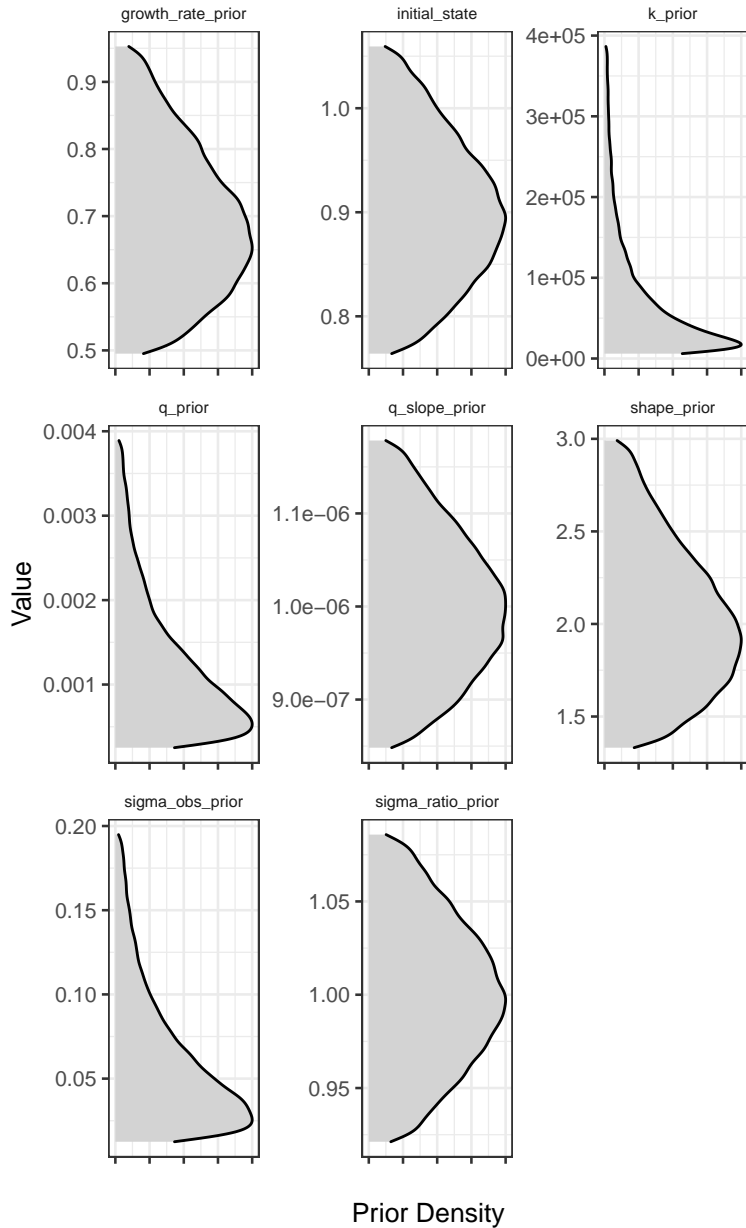 growth_rate_prior
initial_state
k_prior
0.9
0.8
0.7
0.6
0.5
1.0
0.9
0.8
4e+05
3e+05
2e+05
1e+05
0e+00
q_prior
q_slope_prior
shape_prior
0.004
0.003
0.002
0.001
1.1e−06
1.0e−06
9.0e−07
3.0
2.5
2.0
1.5
Value
sigma_obs_prior
sigma_ratio_prior
0.20
0.15
0.10
0.05
1.05
1.00
0.95
Prior Density